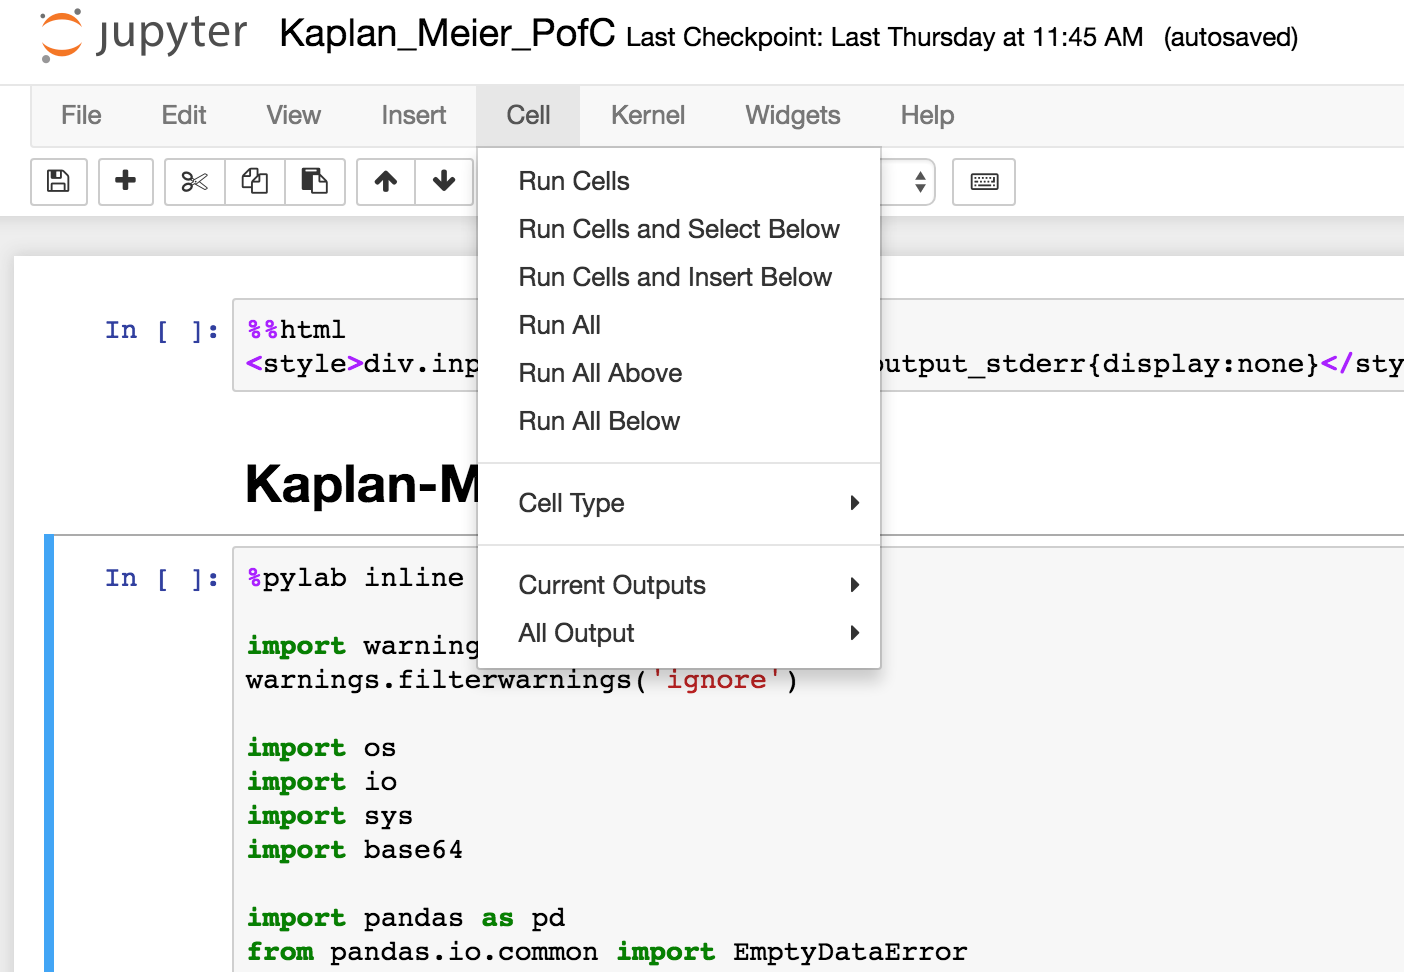 jupyter Kaplan_Meier_PofC Last Checkpoint: Last Thursday at 11:45 AM (autosaved)
File Edit View Insert Cell Kernel Widgets Help
Run Cells
Run Cells and Select Below
Run Cells and Insert Below
Run All
Run All Above
Run All Below
Cell Type
Current Outputs
All Output
In [ ]: %%html
<style>div.inp output_stderr{display:none}</sty
Kaplan-M
In [ ]: %pylab inline
import warning
warnings.filterwarnings('ignore')
import os
import io
import sys
import base64
import pandas as pd
from pandas.io.common import EmptyDataError